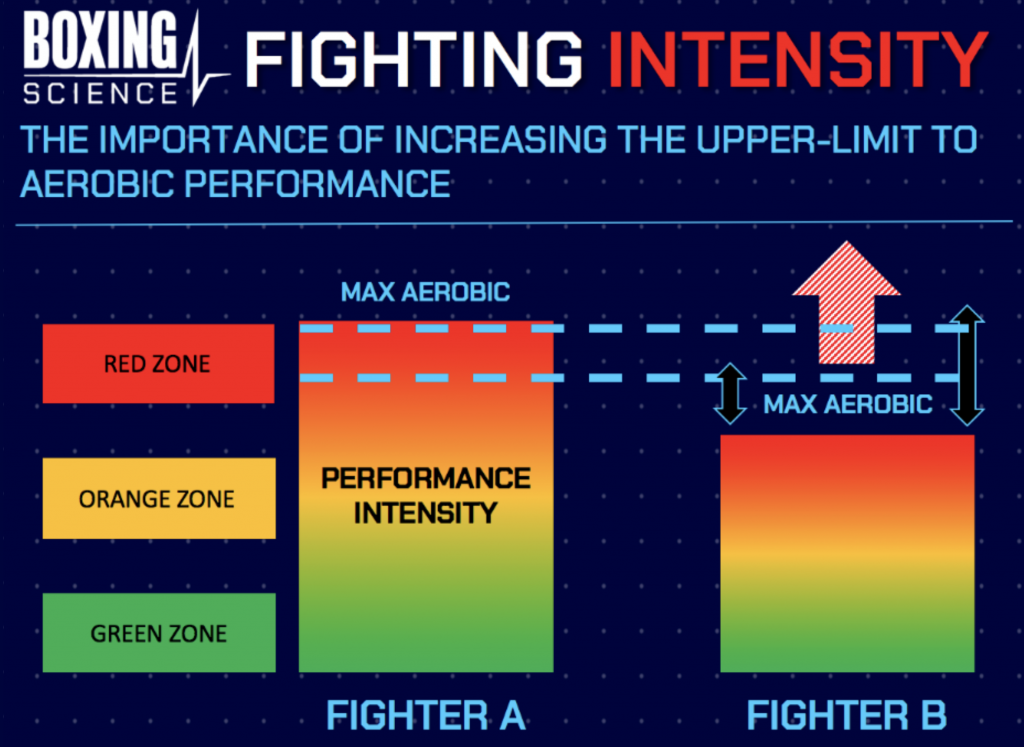 BOXING
SCIENCE
FIGHTING INTENSITY
THE IMPORTANCE OF INCREASING THE UPPER-LIMIT TO
AEROBIC PERFORMANCE
MAX AEROBIC
RED ZONE
MAX AEROBIC
PERFORMANCE
INTENSITY
ORANGE ZONE
GREEN ZONE
FIGHTER A
FIGHTER B